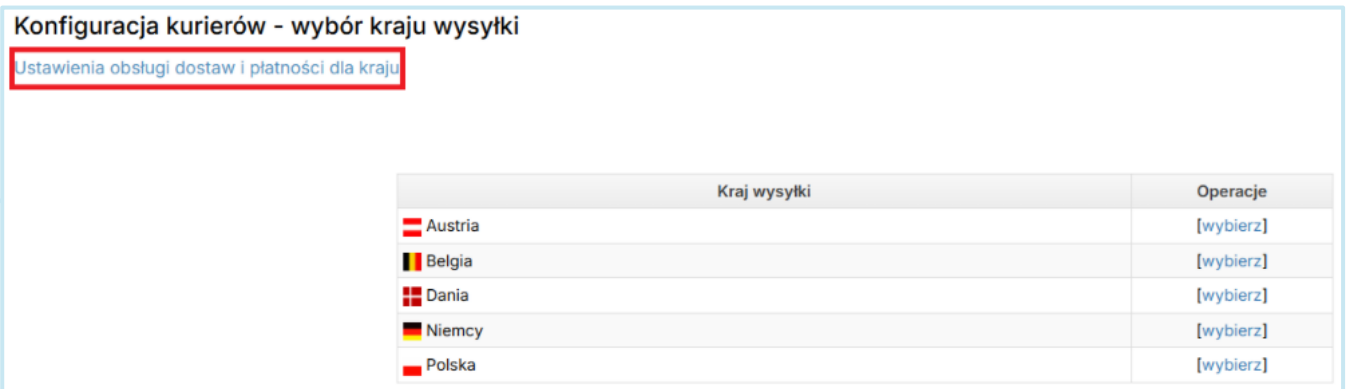 Konfiguracja kurierów - wybór kraju wysyłki
Ustawienia obsługi dostaw i płatności dla kraju
Kraj wysyłki Operacje
Austria [wybierz]
Belgia [wybierz]
Dania [wybierz]
Niemcy [wybierz]
Polska [wybierz]